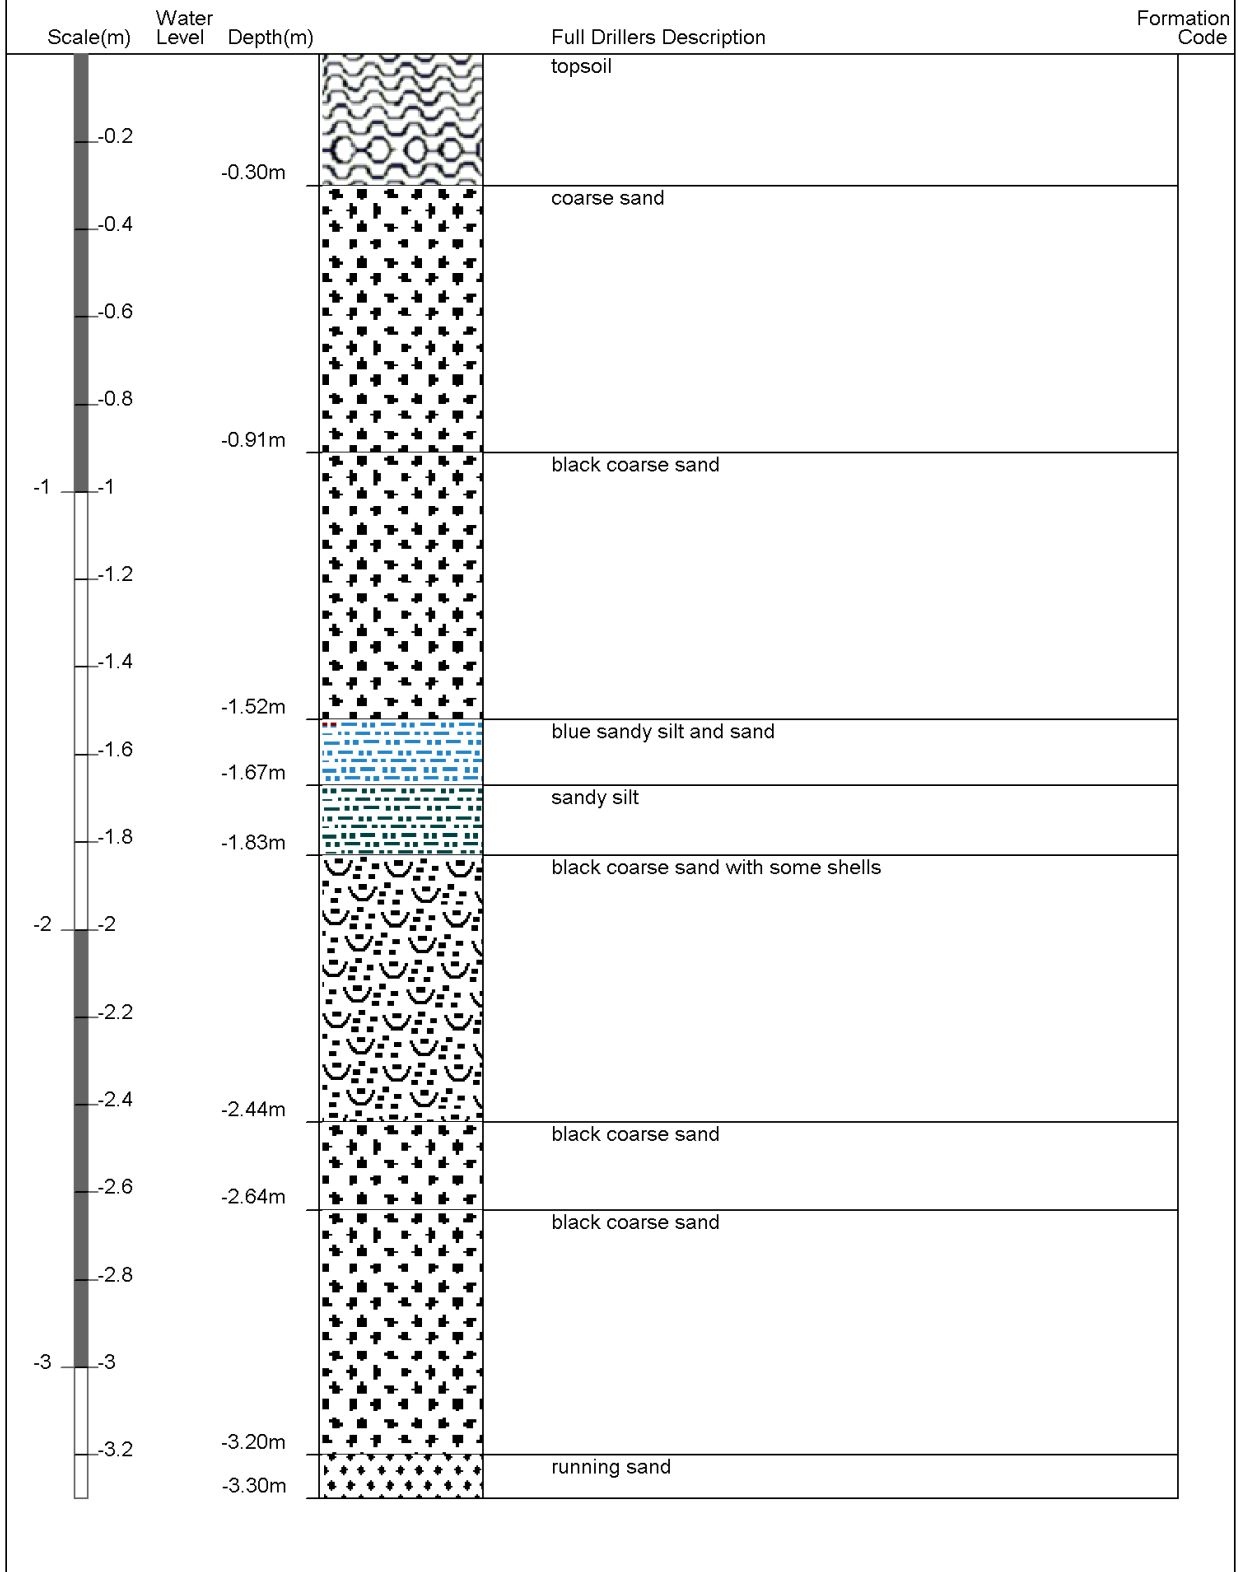 Scale(m) Water Level Depth(m) Full Drillers Description Formation Code
topsoil
-0.2
-0.30m
coarse sand
-0.4
-0.6
-0.8
-0.91m
black coarse sand
-1 -1
-1.2
-1.4
-1.52m
blue sandy silt and sand
-1.6
-1.67m
sandy silt
-1.8
-1.83m
black coarse sand with some shells
-2 -2
-2.2
-2.4
-2.44m
black coarse sand
-2.6
-2.64m
black coarse sand
-2.8
-3 -3
-3.2
-3.20m
running sand
-3.30m